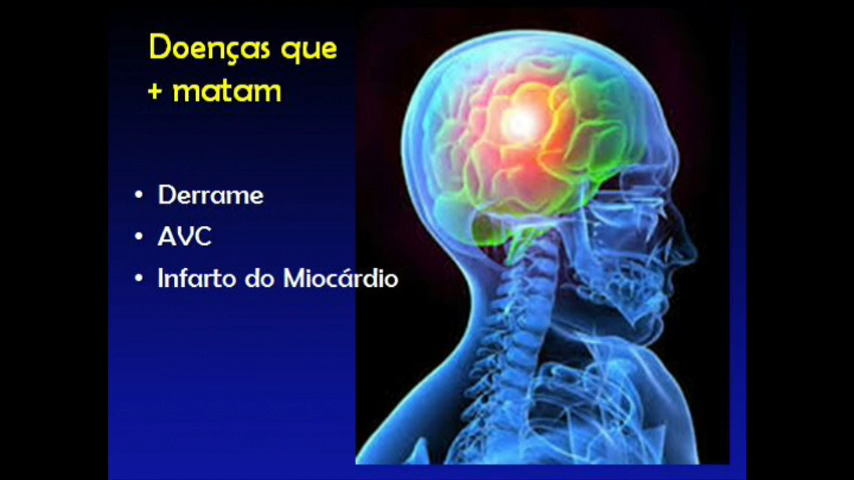 Doenças que
+ matam
• Derrame
• AVC
• Infarto do Miocárdio